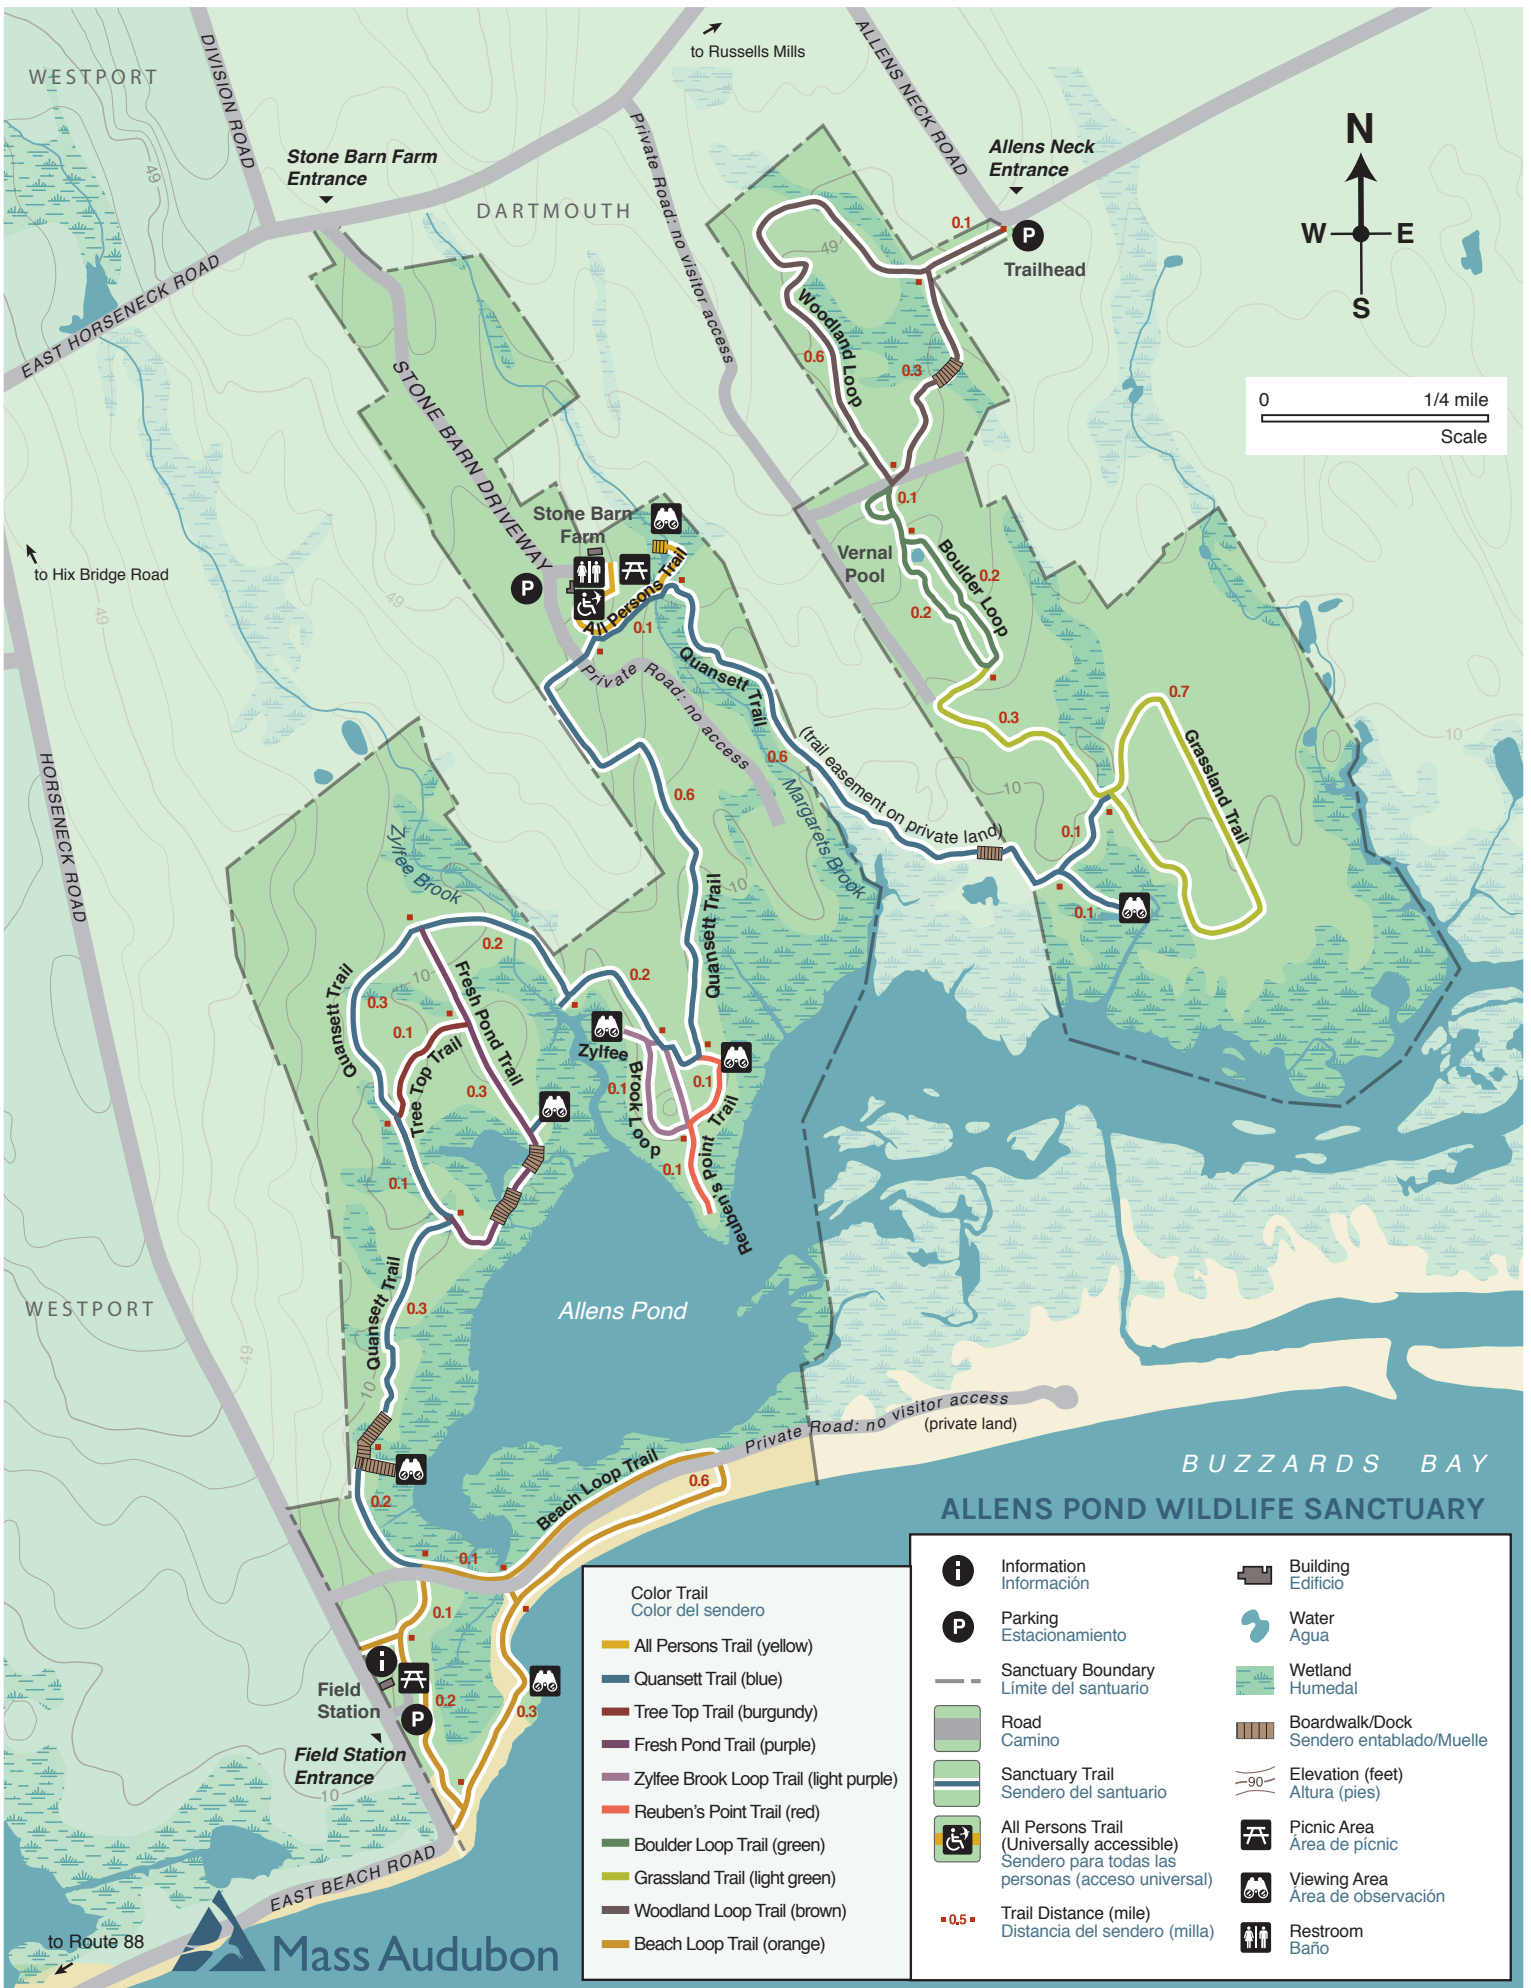 to Russells Mills
WESTPORT
DIVISION ROAD
ALLENS NECK ROAD
Private Road: no visitor access
Stone Barn Farm
Entrance
Allens Neck
Entrance
DARTMOUTH
N
W
E
S
49
49
0.1
P
Trailhead
EAST HORSENECK ROAD
STONE BARN DRIVEWAY
Woodland Loop
0.6
0.3
0
1/4 mile
Scale
Stone Barn
Farm
0.1
to Hix Bridge Road
Vernal
Pool
Boulder Loop
0.2
0.2
P
All Persons Trail
0.1
49
49
Quansett Trail
Private Road: no access
0.6
(trail easement on private land)
0.3
0.7
Grassland Trail
10
10
HORSENECK ROAD
0.6
Margarets Brook
0.1
0.1
Zylfee Brook
10
Quansett Trail
0.2
0.2
Quansett Trail
0.3
10
0.1
Fresh Pond Trail
Tree Top Trail
0.3
Zylfee
Brook Loop
0.1
0.1
0.1
Reuben's Point Trail
0.1
Quansett Trail
0.3
10
WESTPORT
49
Allens Pond
Private Road: no visitor access
(private land)
Beach Loop Trail
0.6
0.2
0.1
0.1
0.2
0.3
i
Field
Station
P
Field Station
Entrance
10
EAST BEACH ROAD
to Route 88
Mass Audubon
BUZZARDS BAY
ALLENS POND WILDLIFE SANCTUARY
Color Trail
Color del sendero
All Persons Trail (yellow)
Quansett Trail (blue)
Tree Top Trail (burgundy)
Fresh Pond Trail (purple)
Zylfee Brook Loop Trail (light purple)
Reuben's Point Trail (red)
Boulder Loop Trail (green)
Grassland Trail (light green)
Woodland Loop Trail (brown)
Beach Loop Trail (orange)
i
Information
Información
P
Parking
Estacionamiento
Sanctuary Boundary
Límite del santuario
Road
Camino
Sanctuary Trail
Sendero del santuario
All Persons Trail
(Universally accessible)
Sendero para todas las
personas (acceso universal)
0.5
Trail Distance (mile)
Distancia del sendero (milla)
Building
Edificio
Water
Agua
Wetland
Humedal
Boardwalk/Dock
Sendero entablado/Muelle
90
Elevation (feet)
Altura (pies)
Picnic Area
Área de pícnic
Viewing Area
Área de observación
Restroom
Baño